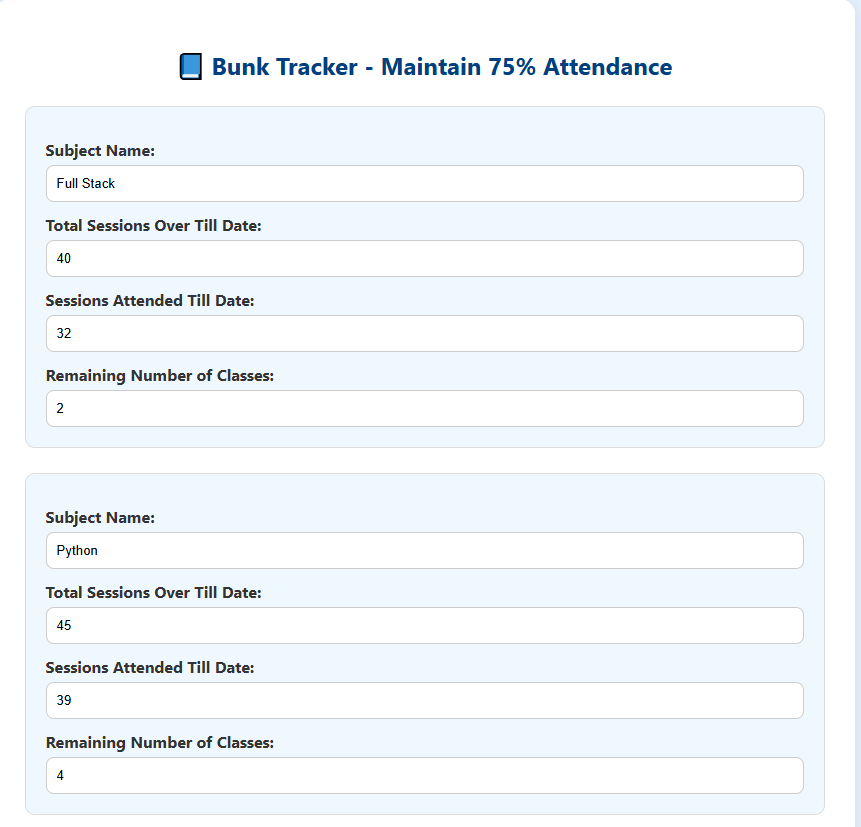 Bunk Tracker - Maintain 75% Attendance
Subject Name:
Full Stack
Total Sessions Over Till Date:
40
Sessions Attended Till Date:
32
Remaining Number of Classes:
2
Subject Name:
Python
Total Sessions Over Till Date:
45
Sessions Attended Till Date:
39
Remaining Number of Classes:
4